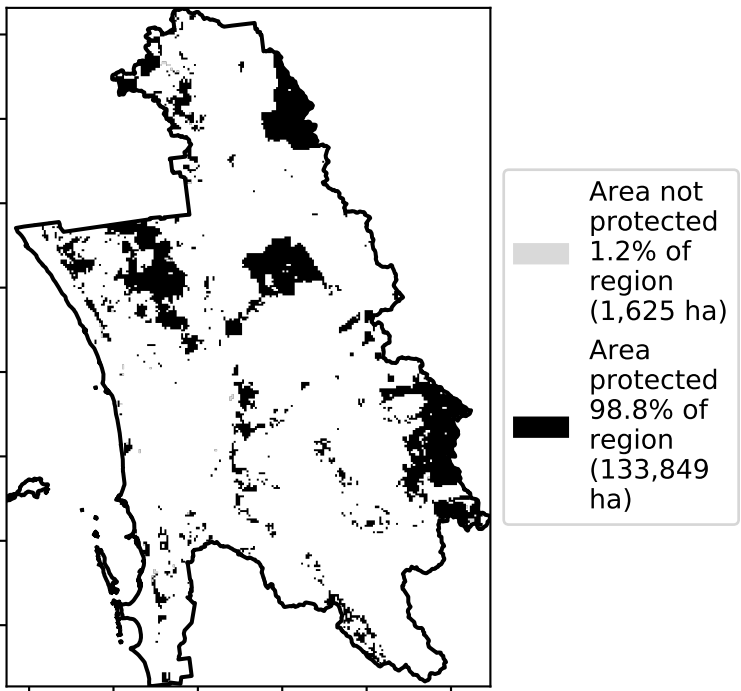 Area not
protected
1.2% of
region
(1,625 ha)
Area
protected
98.8% of
region
(133,849
ha)